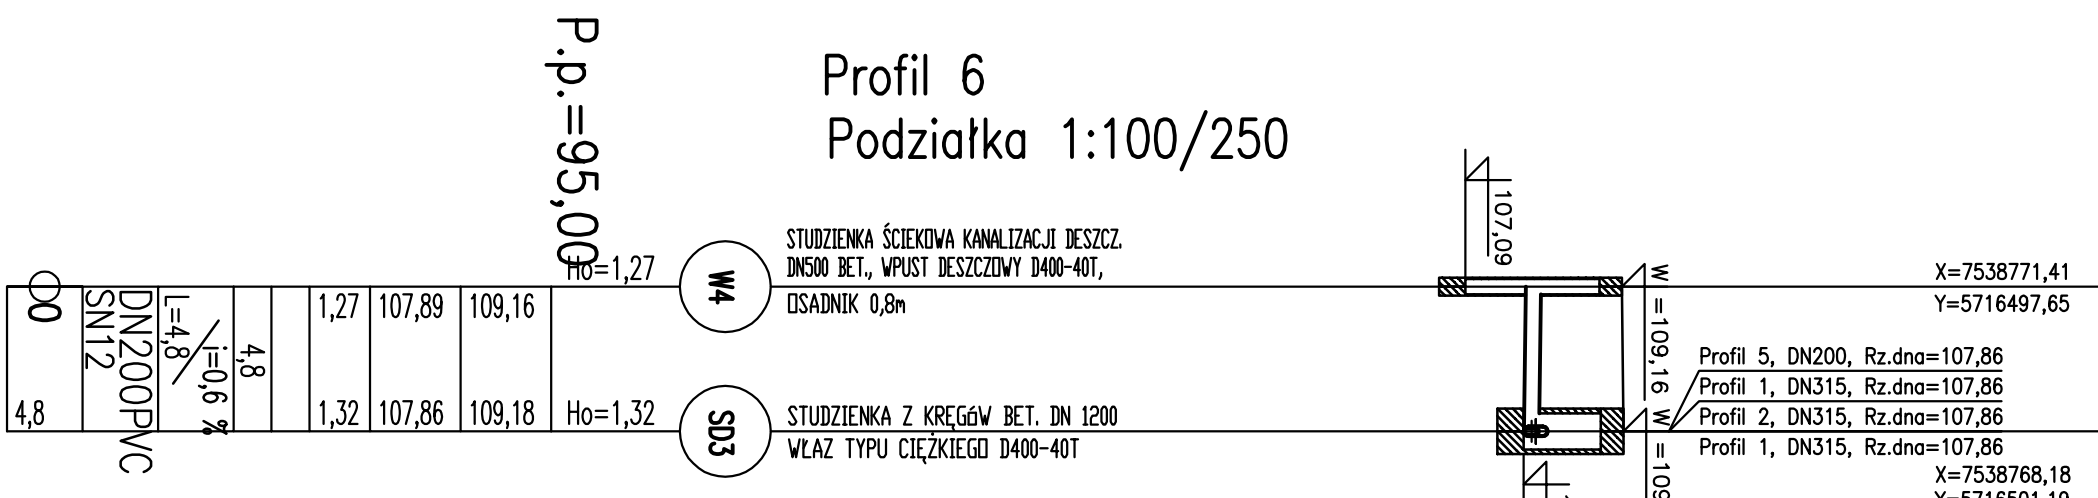 Profil 6
Podziałka 1:100/250
P.p.=95,00
107,09
Ho=1,27
W4
STUDZIENKA ŚCIEKOWA KANALIZACJI DESZCZ.
DN500 BET., WPUST DESZCZOWY D400-40T,
OSADNIK 0,8m
W =109,16
X=7538771,41
Y=5716497,65
0,0
DN200PVC
SN12
L=4,8
i=0,6 %
4,8
1,27 107,89 109,16
4,8
1,32 107,86 109,18
Ho=1,32
SD3
STUDZIENKA Z KRĘGóW BET. DN 1200
WŁAZ TYPU CIĘŻKIEGO D400-40T
Profil 5, DN200, Rz.dna=107,86
Profil 1, DN315, Rz.dna=107,86
Profil 2, DN315, Rz.dna=107,86
Profil 1, DN315, Rz.dna=107,86
W =109
X=7538768,18